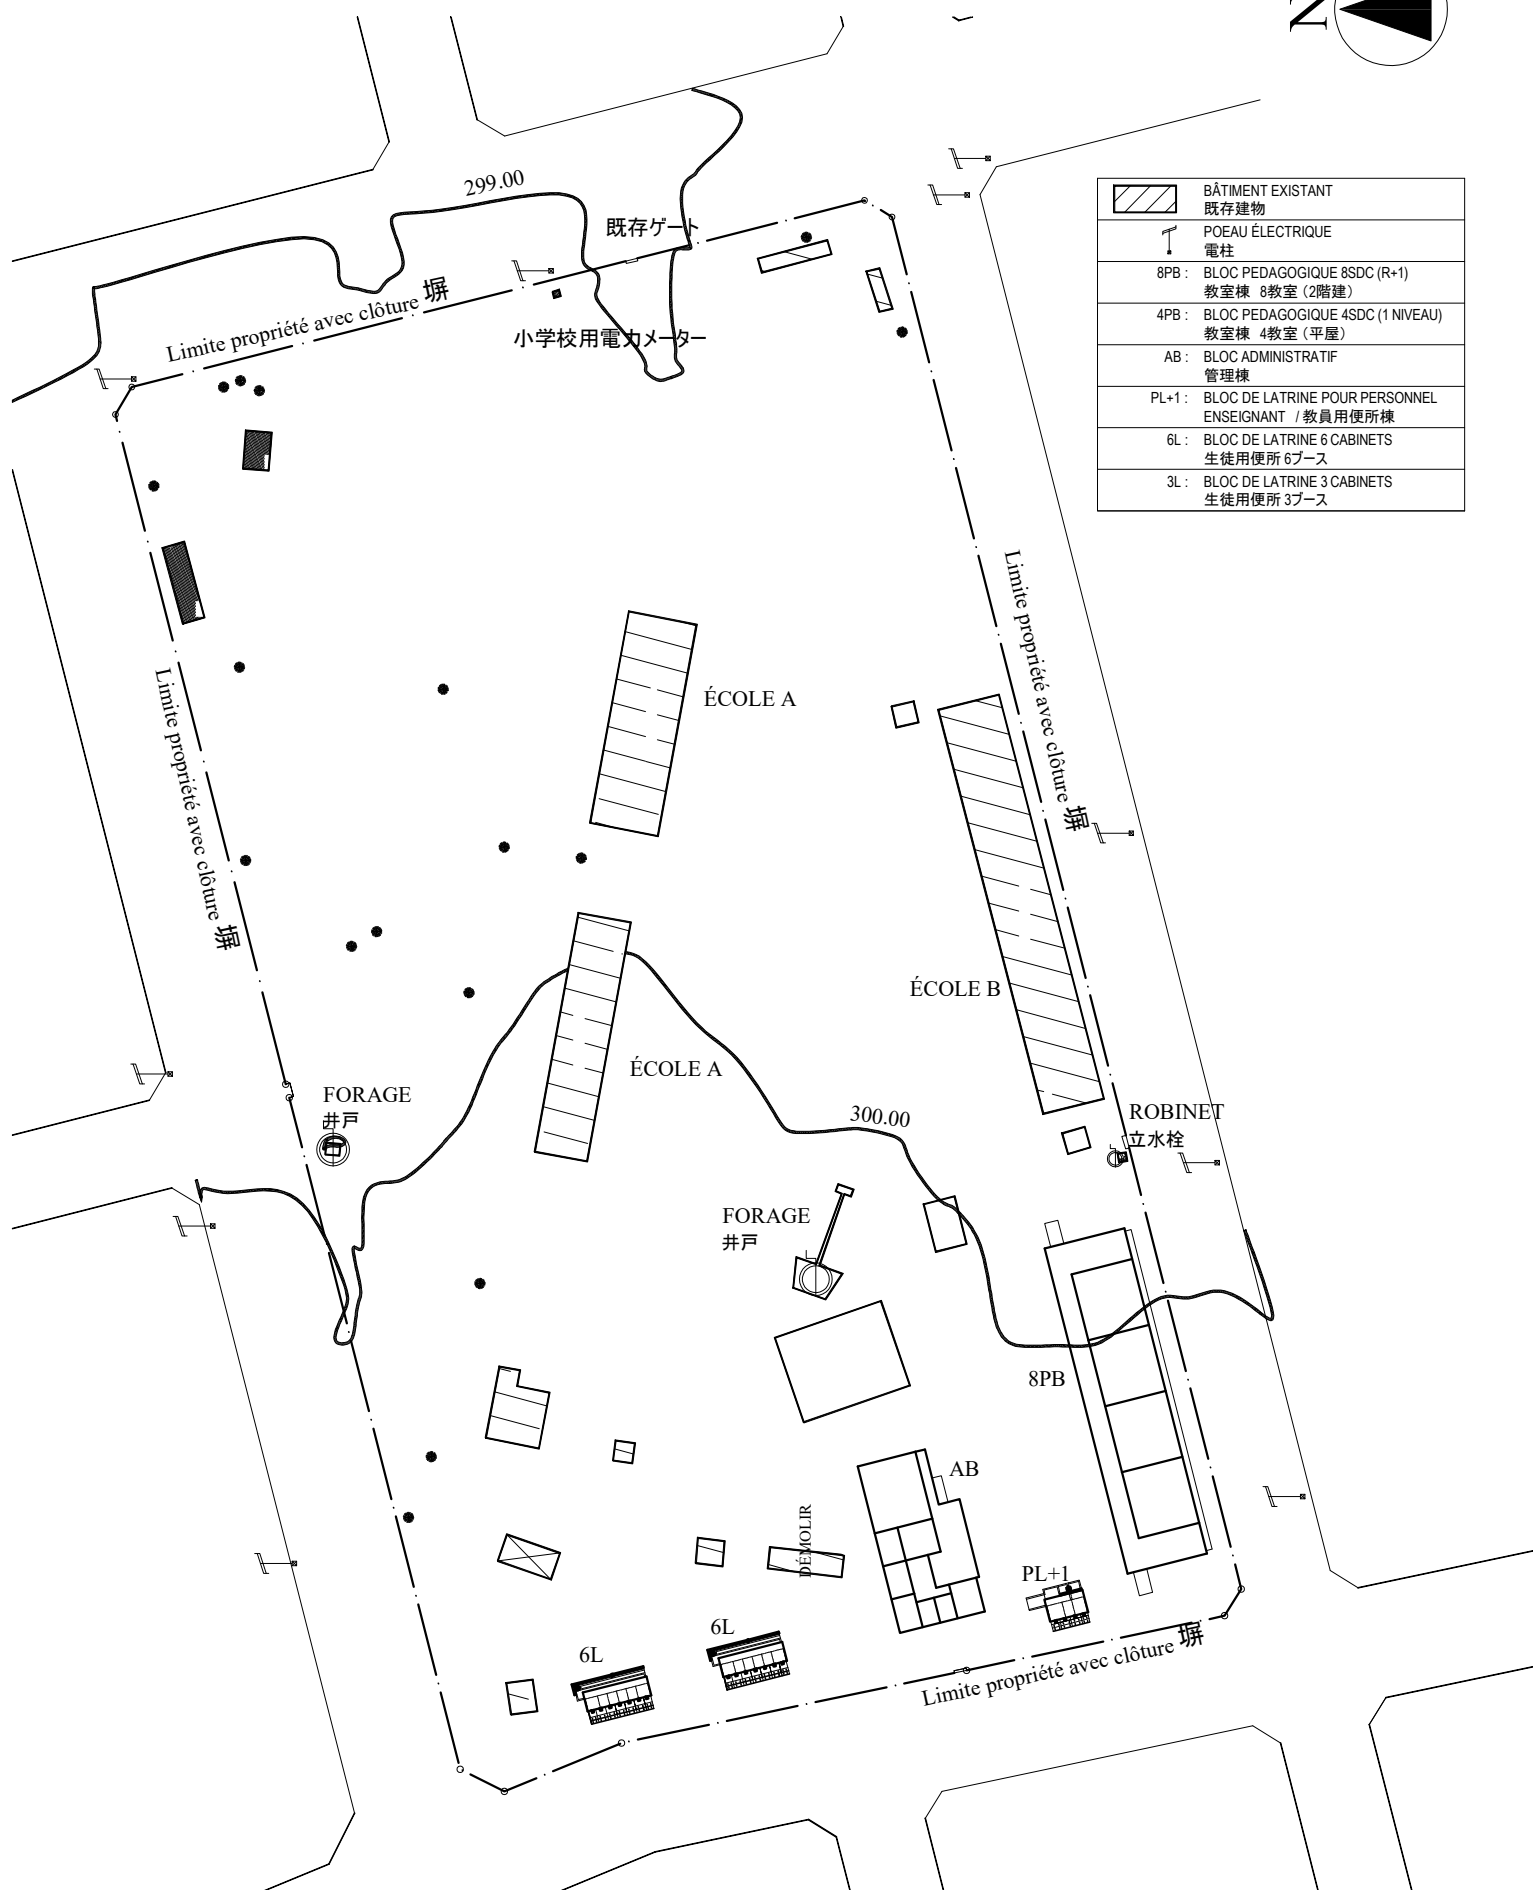 N
299.00
既存ゲート
Limite propriété avec clôture 塀
小学校用電力メーター
BÂTIMENT EXISTANT
既存建物
POEAU ÉLECTRIQUE
電柱
8PB : BLOC PEDAGOGIQUE 8SDC (R+1)
教室棟 8教室（2階建）
4PB : BLOC PEDAGOGIQUE 4SDC (1 NIVEAU)
教室棟 4教室（平屋）
AB : BLOC ADMINISTRATIF
管理棟
PL+1 : BLOC DE LATRINE POUR PERSONNEL
ENSEIGNANT / 教員用便所棟
6L : BLOC DE LATRINE 6 CABINETS
生徒用便所 6ブース
3L : BLOC DE LATRINE 3 CABINETS
生徒用便所 3ブース
Limite propriété avec clôture 塀
Limite propriété avec clôture 塀
ÉCOLE A
ÉCOLE B
ÉCOLE A
FORAGE
井戸
300.00
ROBINET
立水栓
FORAGE
井戸
8PB
AB
DÉMOLIR
PL+1
6L
6L
Limite propriété avec clôture 塀